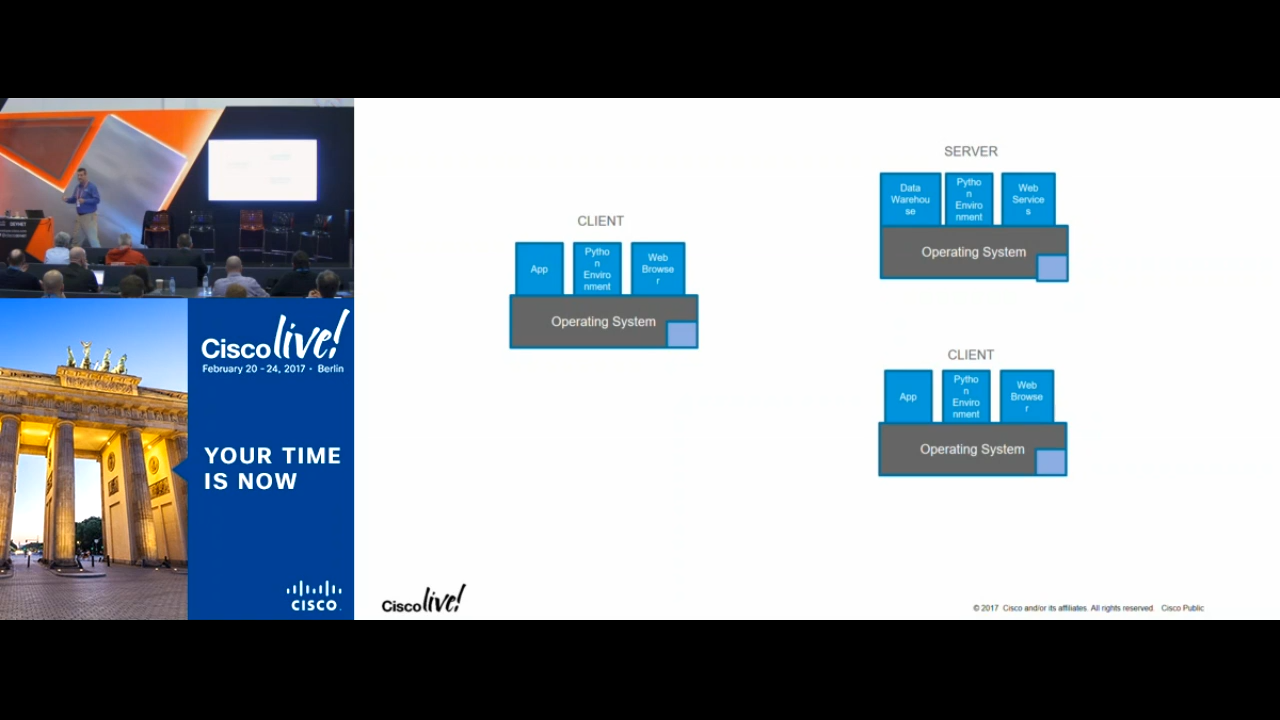 Cisco live!
February 20 - 24, 2017 • Berlin
YOUR TIME
IS NOW
CISCO
CLIENT
App
Pytho
n
Enviro
nment
Web
Browse
r
Operating System
SERVER
Data
Warehou
se
Pytho
n
Enviro
nment
Web
Service
s
Operating System
CLIENT
App
Pytho
n
Enviro
nment
Web
Browse
r
Operating System
Cisco live!
© 2017 Cisco and/or its affiliates. All rights reserved. Cisco Public